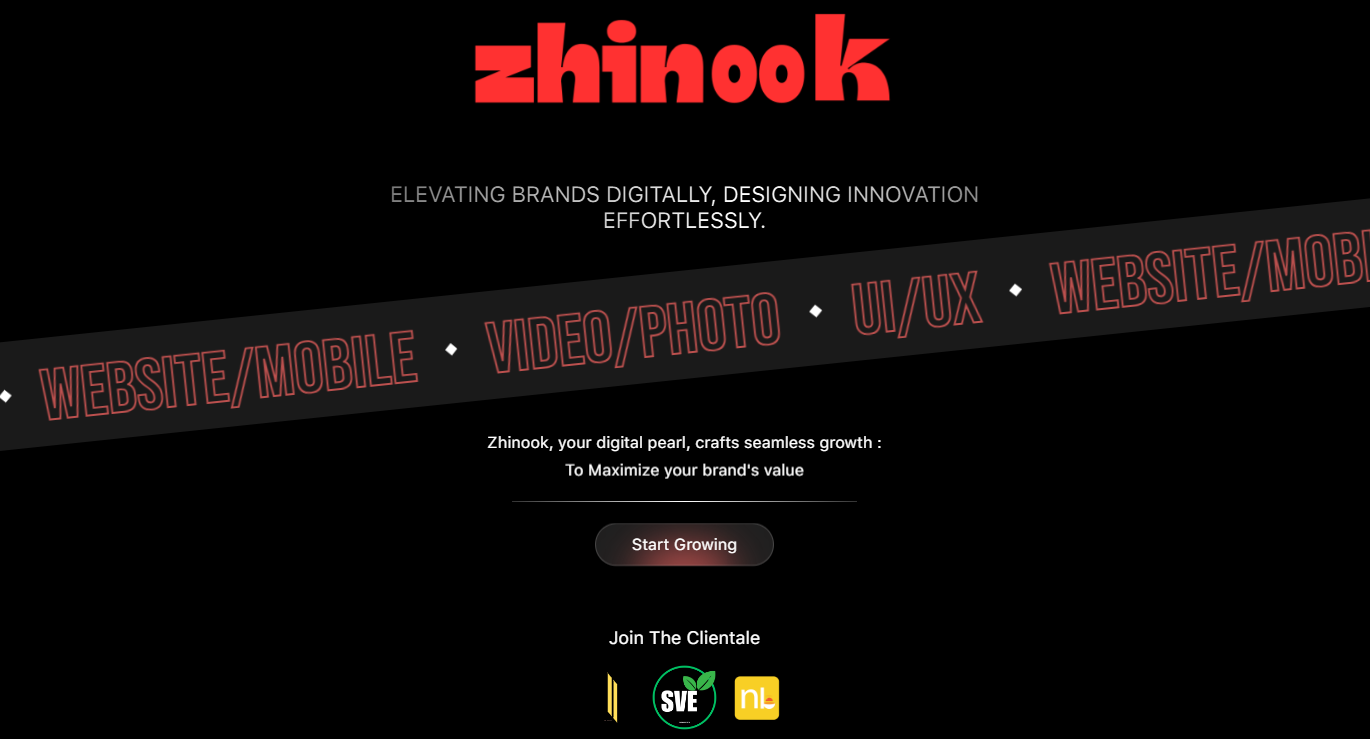 zhinook
ELEVATING BRANDS DIGITALLY, DESIGNING INNOVATION
EFFORTLESSLY.
WEBSITE/MOBILE ◆ VIDEO/PHOTO ◆ UI/UX ◆ WEBSITE/MOBI
Zhinook, your digital pearl, crafts seamless growth :
To Maximize your brand's value
Start Growing
Join The Clientale
SVE
nL